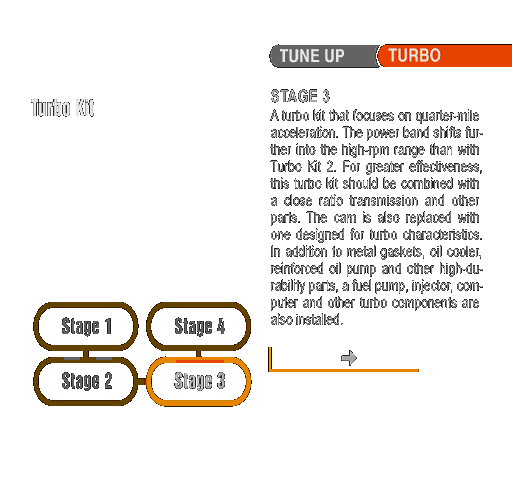 TUNE UP TURBO
Turbo Kit
STAGE 3
A turbo kit that focuses on quarter-mile
acceleration. The power band shifts fur-
ther into the high-rpm range than with
Turbo Kit 2. For greater effectiveness,
this turbo kit should be combined with
a close ratio transmission and other
parts. The cam is also replaced with
one designed for turbo characteristics.
In addition to metal gaskets, oil cooler,
reinforced oil pump and other high-du-
rability parts, a fuel pump, injector, com-
puter and other turbo components are
also installed.
Stage 1 Stage 4
Stage 2 Stage 3